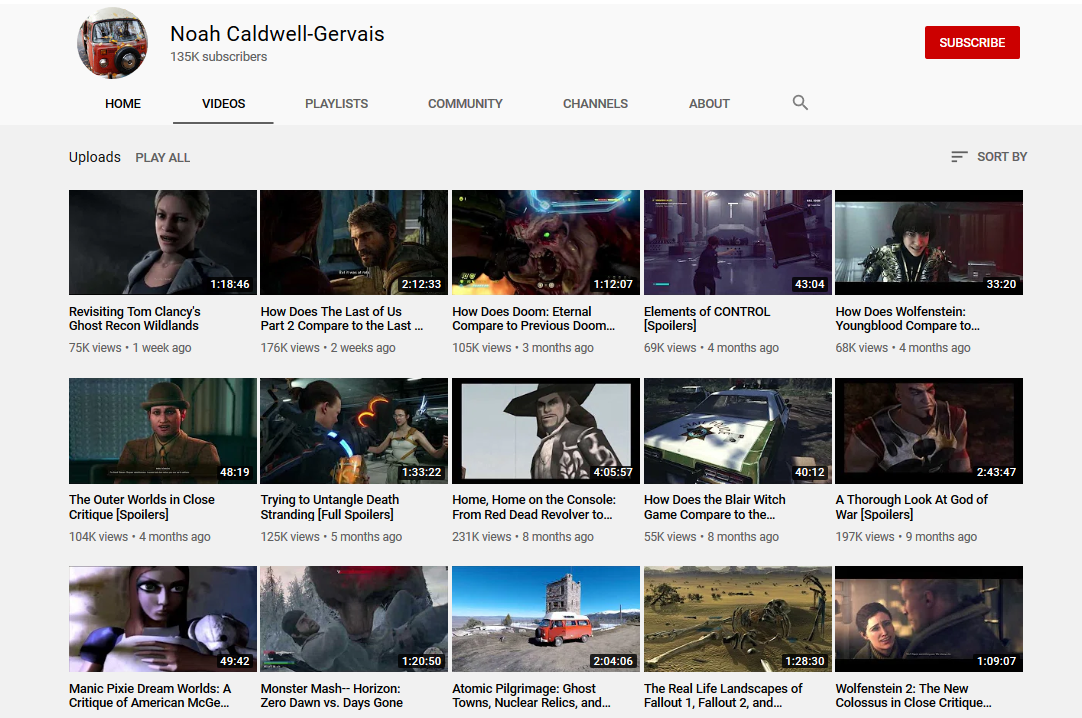 Noah Caldwell-Gervais
135K subscribers
SUBSCRIBE
HOME VIDEOS PLAYLISTS COMMUNITY CHANNELS ABOUT
Uploads PLAY ALL SORT BY
1:18:46 2:12:33 1:12:07 43:04 33:20
Revisiting Tom Clancy's
Ghost Recon Wildlands
75K views • 1 week ago
How Does The Last of Us
Part 2 Compare to the Last ...
176K views • 2 weeks ago
How Does Doom: Eternal
Compare to Previous Doom...
105K views • 3 months ago
Elements of CONTROL
[Spoilers]
69K views • 4 months ago
How Does Wolfenstein:
Youngblood Compare to...
68K views • 4 months ago
48:19 1:33:22 4:05:57 40:12 2:43:47
The Outer Worlds in Close
Critique [Spoilers]
104K views • 4 months ago
Trying to Untangle Death
Stranding [Full Spoilers]
125K views • 5 months ago
Home, Home on the Console:
From Red Dead Revolver to...
231K views • 8 months ago
How Does the Blair Witch
Game Compare to the...
55K views • 8 months ago
A Thorough Look At God of
War [Spoilers]
197K views • 9 months ago
49:42 1:20:50 2:04:06 1:28:30 1:09:07
Manic Pixie Dream Worlds: A
Critique of American McGe...
Monster Mash-- Horizon:
Zero Dawn vs. Days Gone
Atomic Pilgrimage: Ghost
Towns, Nuclear Relics, and...
The Real Life Landscapes of
Fallout 1, Fallout 2, and...
Wolfenstein 2: The New
Colossus in Close Critique...